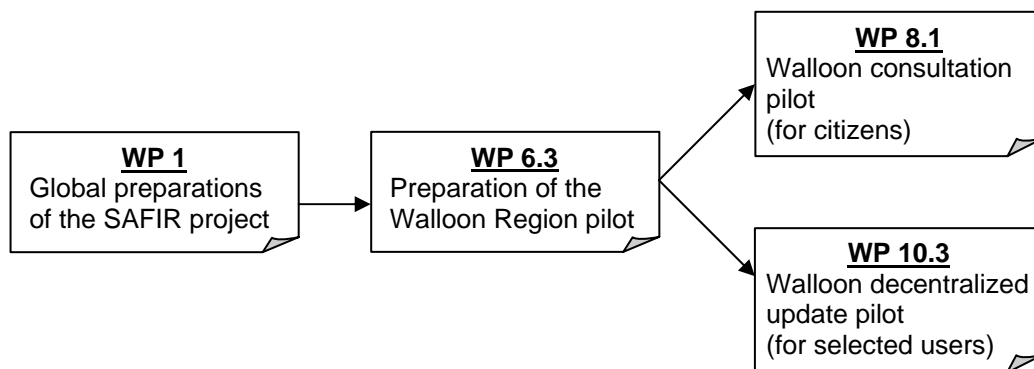 WP 1
Global preparations
of the SAFIR project
WP 6.3
Preparation of the
Walloon Region pilot
WP 8.1
Walloon consultation
pilot
(for citizens)
WP 10.3
Walloon decentralized
update pilot
(for selected users)